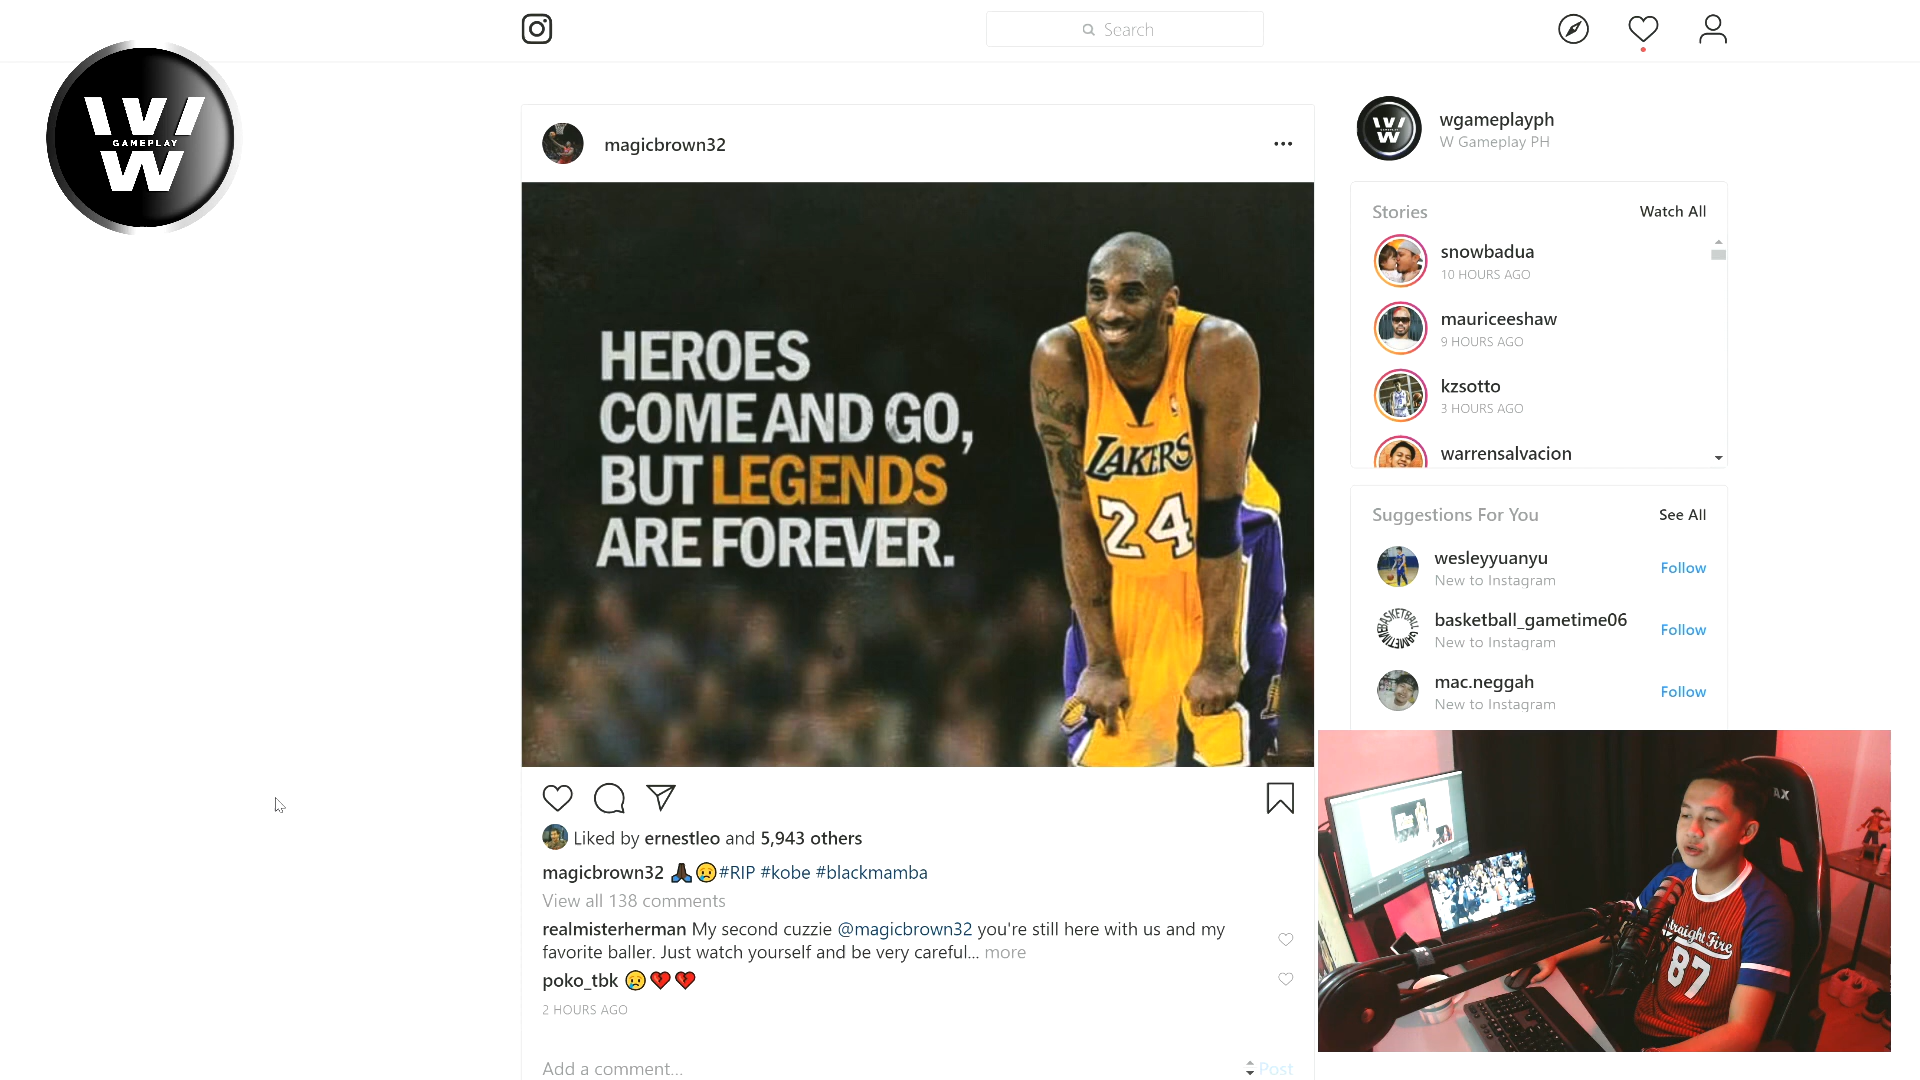 Search
W
GAMEPLAY
W
magicbrown32
HEROES
COME AND GO,
BUT LEGENDS
ARE FOREVER.
LAKERS
24
Liked by ernestleo and 5,943 others
magicbrown32 🙏🏿😢#RIP #kobe #blackmamba
View all 138 comments
realmisterherman My second cuzzie @magicbrown32 you're still here with us and my
favorite baller. Just watch yourself and be very careful... more
poko_tbk 😢💔💔
2 HOURS AGO
Add a comment...
Post
wgameplayph
W Gameplay PH
Stories
Watch All
snowbadua
10 HOURS AGO
mauriceeshaw
9 HOURS AGO
kzsotto
3 HOURS AGO
warrensalvacion
Suggestions For You
See All
wesleyyuanyu
New to Instagram
Follow
basketball_gametime06
New to Instagram
Follow
mac.neggah
New to Instagram
Follow
AX
Straight Fire
87